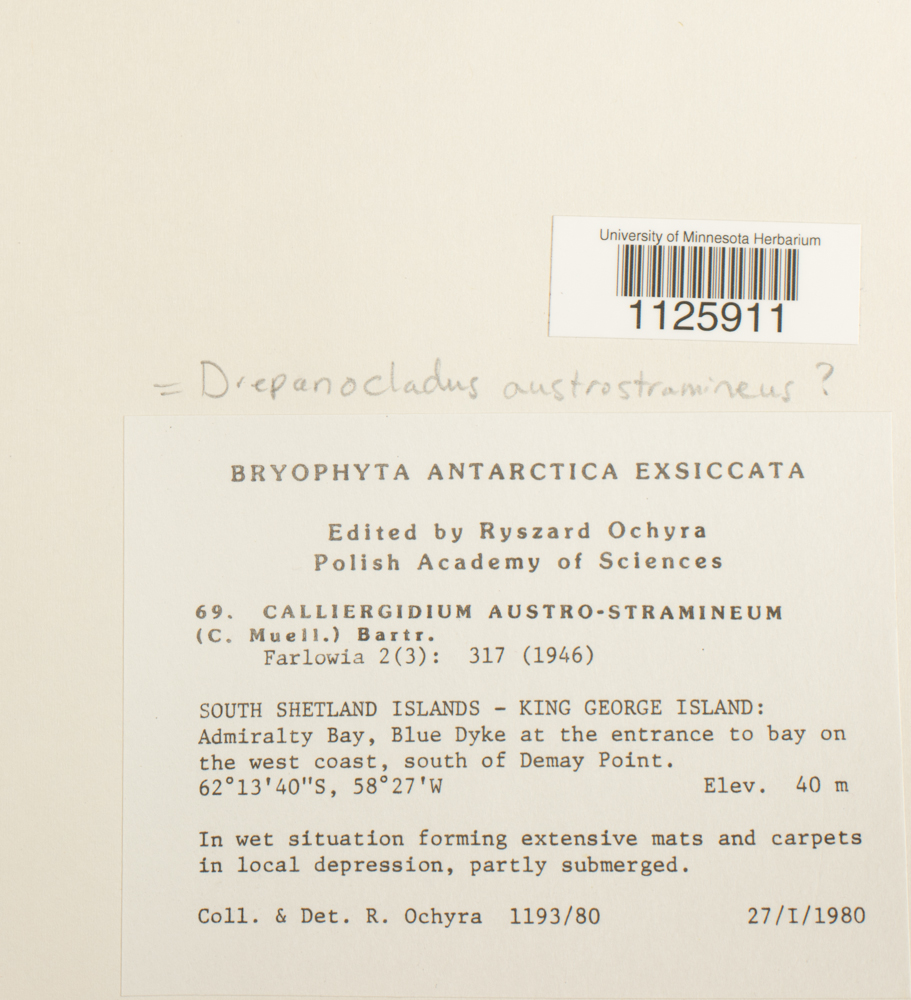 University of Minnesota Herbarium
1125911
= Drepanocladus austrostramineus ?
BRYOPHYTA ANTARCTICA EXSICCATA
Edited by Ryszard Ochyra
Polish Academy of Sciences
69. CALLIERGIDIUM AUSTRO-STRAMINEUM
(C. Muell.) Bartr.
Farlowia 2(3): 317 (1946)
SOUTH SHETLAND ISLANDS - KING GEORGE ISLAND:
Admiralty Bay, Blue Dyke at the entrance to bay on
the west coast, south of Demay Point.
62°13'40"S, 58°27'W Elev. 40 m
In wet situation forming extensive mats and carpets
in local depression, partly submerged.
Coll. & Det. R. Ochyra 1193/80 27/I/1980